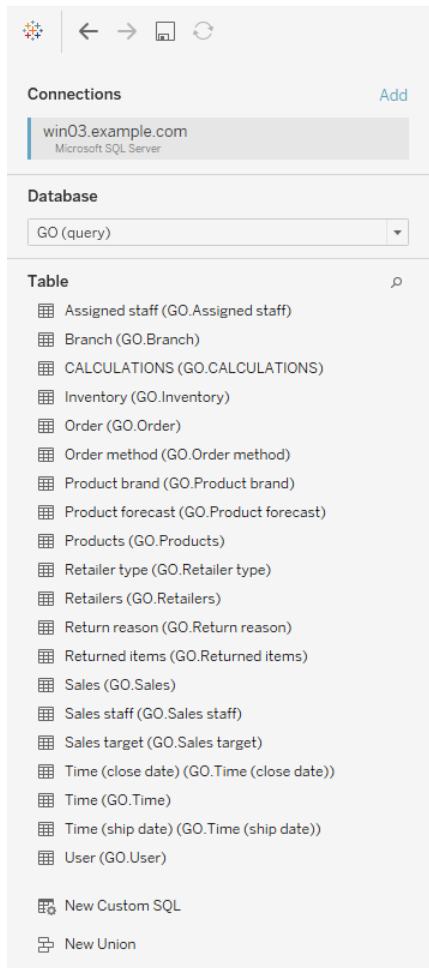 Connections
Add
win03.example.com
Microsoft SQL Server
Database
GO (query)
Table
Assigned staff (GO.Assigned staff)
Branch (GO.Branch)
CALCULATIONS (GO.CALCULATIONS)
Inventory (GO.Inventory)
Order (GO.Order)
Order method (GO.Order method)
Product brand (GO.Product brand)
Product forecast (GO.Product forecast)
Products (GO.Products)
Retailer type (GO.Retailer type)
Retailers (GO.Retailers)
Return reason (GO.Return reason)
Returned items (GO.Returned items)
Sales (GO.Sales)
Sales staff (GO.Sales staff)
Sales target (GO.Sales target)
Time (close date) (GO.Time (close date))
Time (GO.Time)
Time (ship date) (GO.Time (ship date))
User (GO.User)
New Custom SQL
New Union